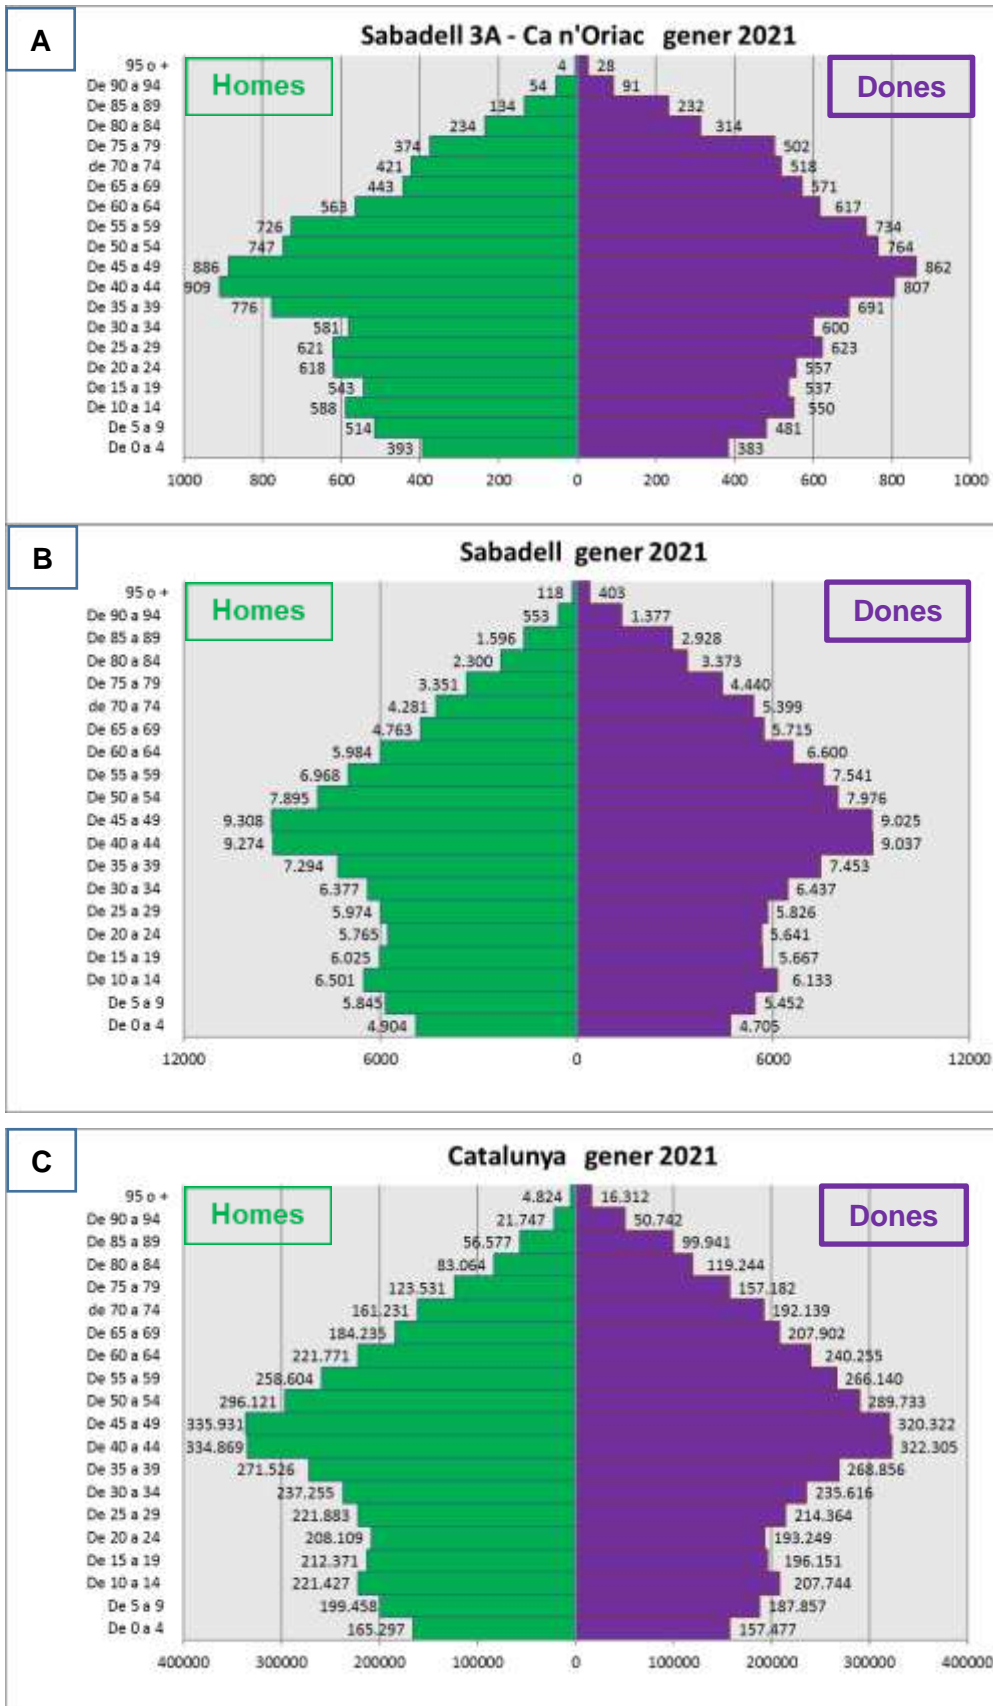 A
Sabadell 3A - Ca n'Oriac gener 2021
Homes
Dones
95 o + 4 28
De 90 a 94 54 91
De 85 a 89 134 232
De 80 a 84 234 314
De 75 a 79 374 502
de 70 a 74 421 518
De 65 a 69 443 571
De 60 a 64 563 617
De 55 a 59 726 734
De 50 a 54 747 764
De 45 a 49 886 862
De 40 a 44 909 807
De 35 a 39 776 691
De 30 a 34 581 600
De 25 a 29 621 623
De 20 a 24 618 557
De 15 a 19 543 537
De 10 a 14 588 550
De 5 a 9 514 481
De 0 a 4 393 383
1000 800 600 400 200 0 200 400 600 800 1000
B
Sabadell gener 2021
Homes
Dones
95 o + 118 403
De 90 a 94 553 1.377
De 85 a 89 1.596 2.928
De 80 a 84 2.300 3.373
De 75 a 79 3.351 4.440
de 70 a 74 4.281 5.399
De 65 a 69 4.763 5.715
De 60 a 64 5.984 6.600
De 55 a 59 6.968 7.541
De 50 a 54 7.895 7.976
De 45 a 49 9.308 9.025
De 40 a 44 9.274 9.037
De 35 a 39 7.294 7.453
De 30 a 34 6.377 6.437
De 25 a 29 5.974 5.826
De 20 a 24 5.765 5.641
De 15 a 19 6.025 5.667
De 10 a 14 6.501 6.133
De 5 a 9 5.845 5.452
De 0 a 4 4.904 4.705
12000 6000 0 6000 12000
C
Catalunya gener 2021
Homes
Dones
95 o + 4.824 16.312
De 90 a 94 21.747 50.742
De 85 a 89 56.577 99.941
De 80 a 84 83.064 119.244
De 75 a 79 123.531 157.182
de 70 a 74 161.231 192.139
De 65 a 69 184.235 207.902
De 60 a 64 221.771 240.255
De 55 a 59 258.604 266.140
De 50 a 54 296.121 289.733
De 45 a 49 335.931 320.322
De 40 a 44 334.869 322.305
De 35 a 39 271.526 268.856
De 30 a 34 237.255 235.616
De 25 a 29 221.883 214.364
De 20 a 24 208.109 193.249
De 15 a 19 212.371 196.151
De 10 a 14 221.427 207.744
De 5 a 9 199.458 187.857
De 0 a 4 165.297 157.477
400000 300000 200000 100000 0 100000 200000 300000 400000